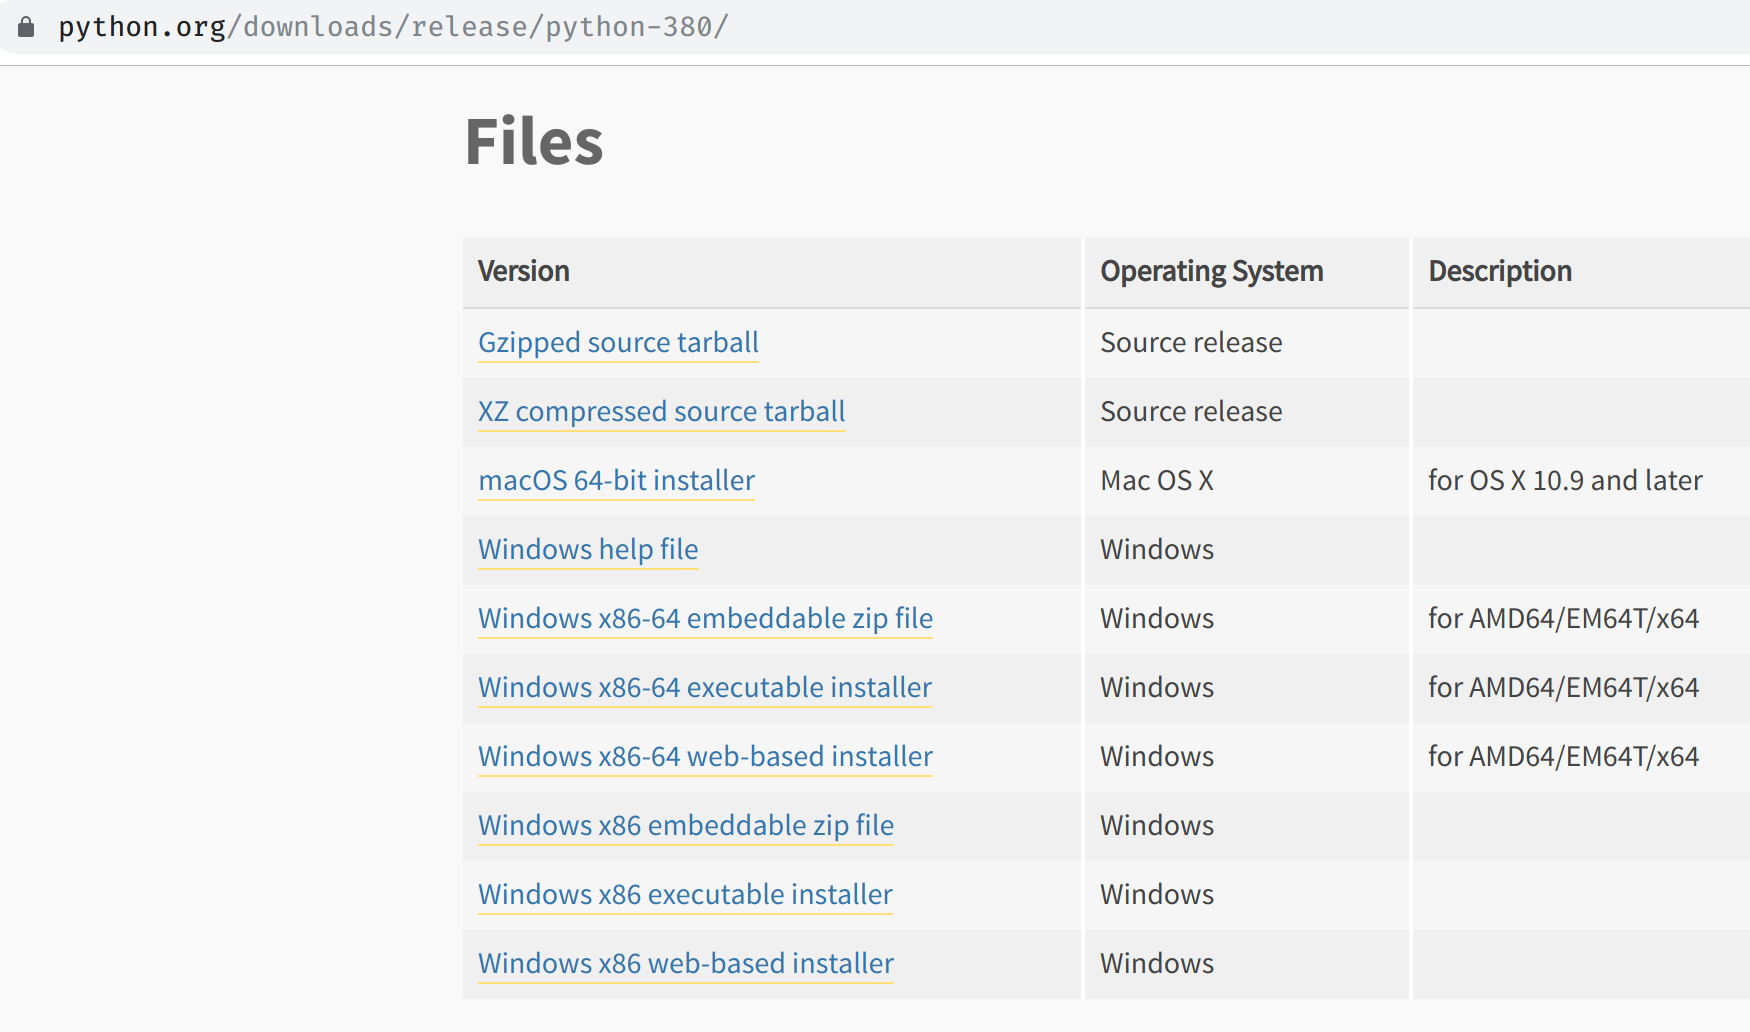 python.org/downloads/release/python-380/
Files
Version Operating System Description
Gzipped source tarball Source release
XZ compressed source tarball Source release
macOS 64-bit installer Mac OS X for OS X 10.9 and later
Windows help file Windows
Windows x86-64 embeddable zip file Windows for AMD64/EM64T/x64
Windows x86-64 executable installer Windows for AMD64/EM64T/x64
Windows x86-64 web-based installer Windows for AMD64/EM64T/x64
Windows x86 embeddable zip file Windows
Windows x86 executable installer Windows
Windows x86 web-based installer Windows